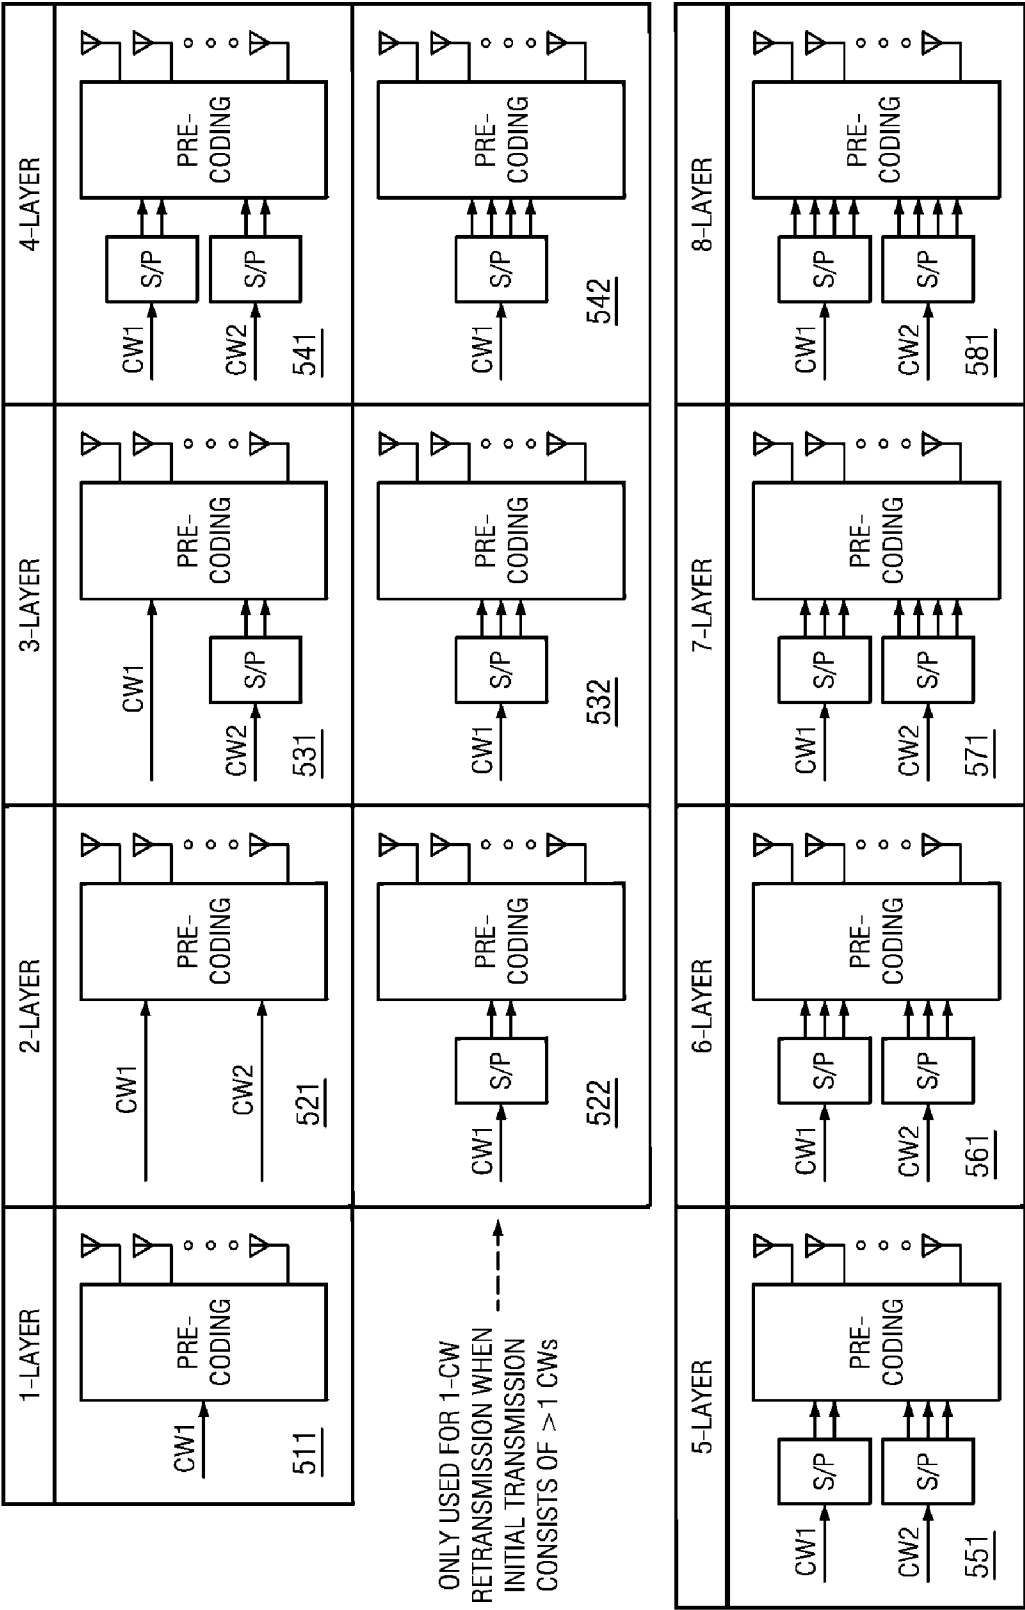 1-LAYER
2-LAYER
3-LAYER
4-LAYER
CW1
PRE-
CODING
511
CW1
CW2
PRE-
CODING
521
CW1
CW2
S/P
PRE-
CODING
531
CW1
S/P
CW2
S/P
PRE-
CODING
541
ONLY USED FOR 1-CW
RETRANSMISSION WHEN
INITIAL TRANSMISSION
CONSISTS OF >1 CWs
CW1
S/P
PRE-
CODING
522
CW1
S/P
PRE-
CODING
532
CW1
S/P
PRE-
CODING
542
5-LAYER
6-LAYER
7-LAYER
8-LAYER
CW1
S/P
CW2
S/P
PRE-
CODING
551
CW1
S/P
CW2
S/P
PRE-
CODING
561
CW1
S/P
CW2
S/P
PRE-
CODING
571
CW1
S/P
CW2
S/P
PRE-
CODING
581